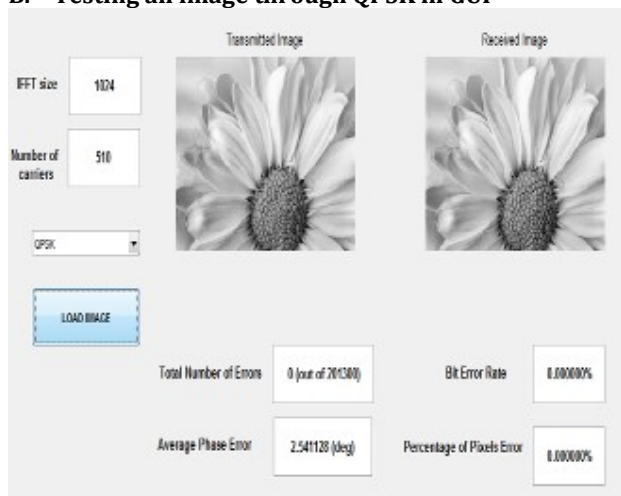 B. Testing an image through QPSK in GUI
Transmitted Image
Received Image
IFFT size
1024
Number of
carriers
510
QPSK
LOAD IMAGE
Total Number of Errors
0 (out of 201300)
Bit Error Rate
0.000000%
Average Phase Error
2.541128 (deg)
Percentage of Pixels Error
0.000000%